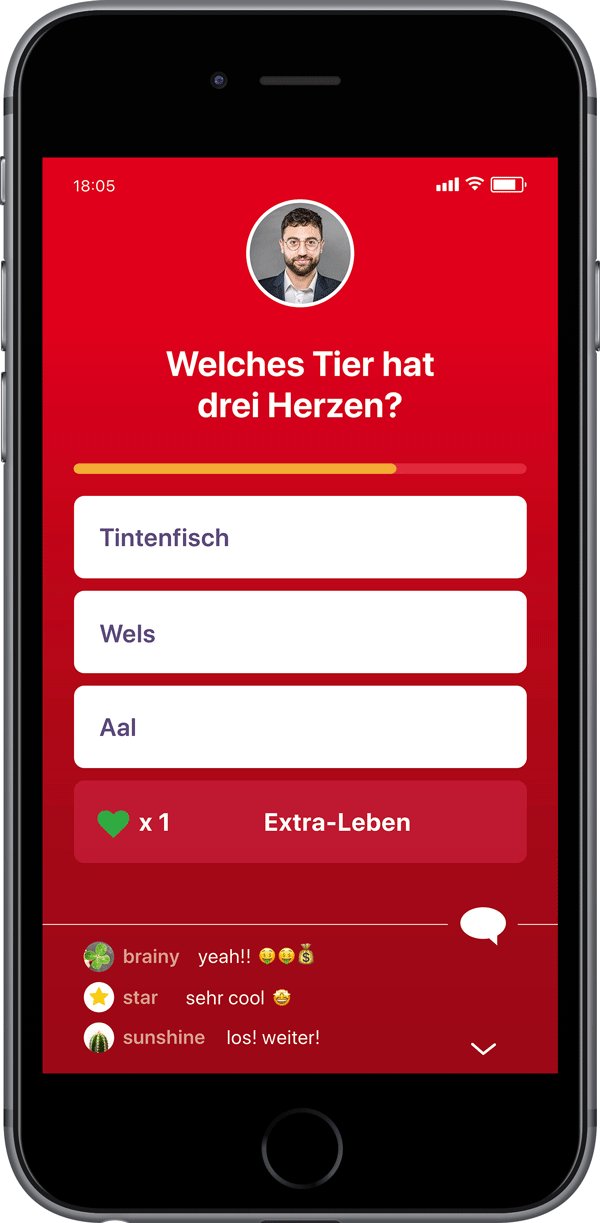 18:05
Welches Tier hat
drei Herzen?
Tintenfisch
Wels
Aal
x 1 Extra-Leben
brainy yeah!! 🤑🤑💰
star sehr cool 🤩
sunshine los! weiter!